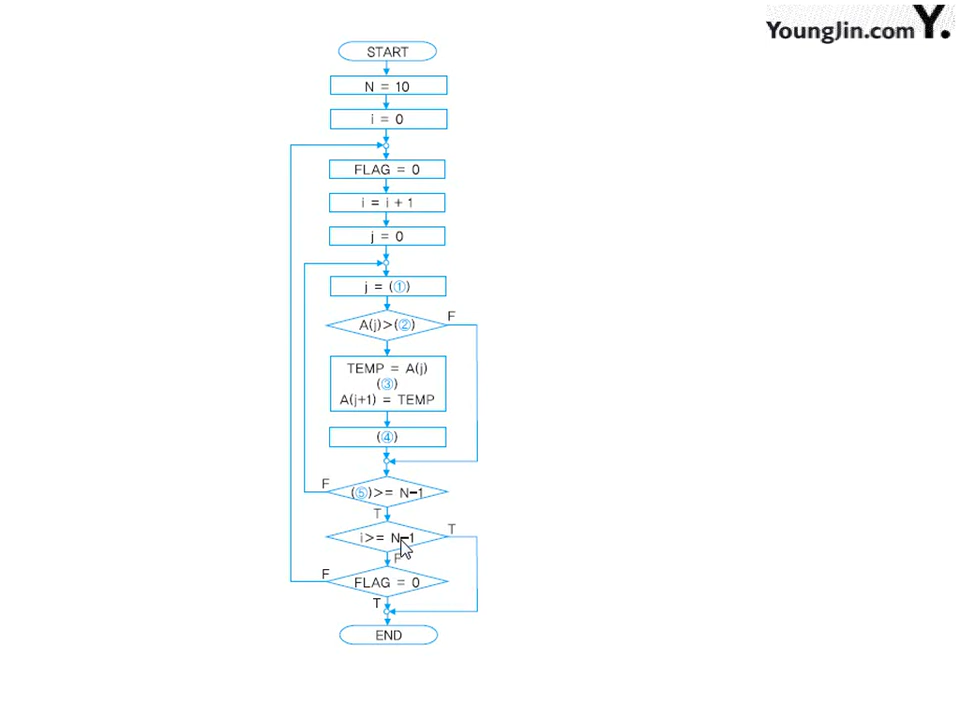 YoungJin.com Y.
START
N = 10
i = 0
FLAG = 0
i = i + 1
j = 0
j = (①)
A(j)>(②)
F
TEMP = A(j)
(③)
A(j+1) = TEMP
(④)
F
(⑤)>= N-1
T
i>= N-1
T
F
F
FLAG = 0
T
END